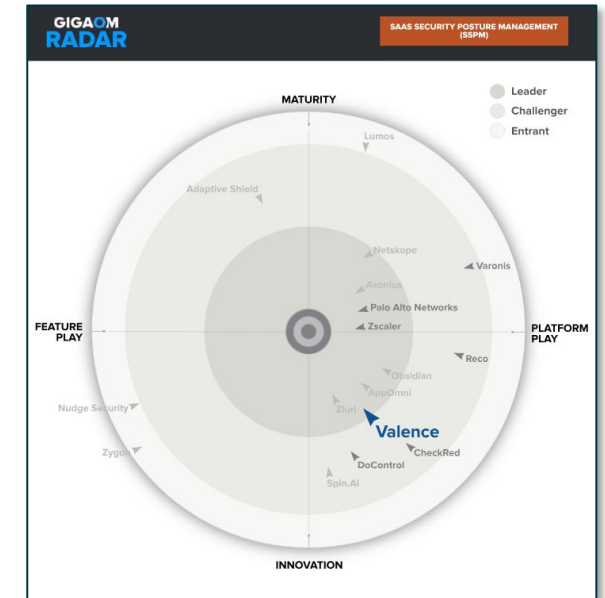 GIGAOM
RADAR
SAAS SECURITY POSTURE MANAGEMENT
(SSPM)
Leader
Challenger
Entrant
MATURITY
Lumos
Adaptive Shield
Netskope
Varonis
Axonius
Palo Alto Networks
Zscaler
FEATURE
PLAY
PLATFORM
PLAY
Reco
Obsidian
AppOmni
Zluri
Nudge Security
Valence
Zygon
CheckRed
DoControl
Spin.AI
INNOVATION